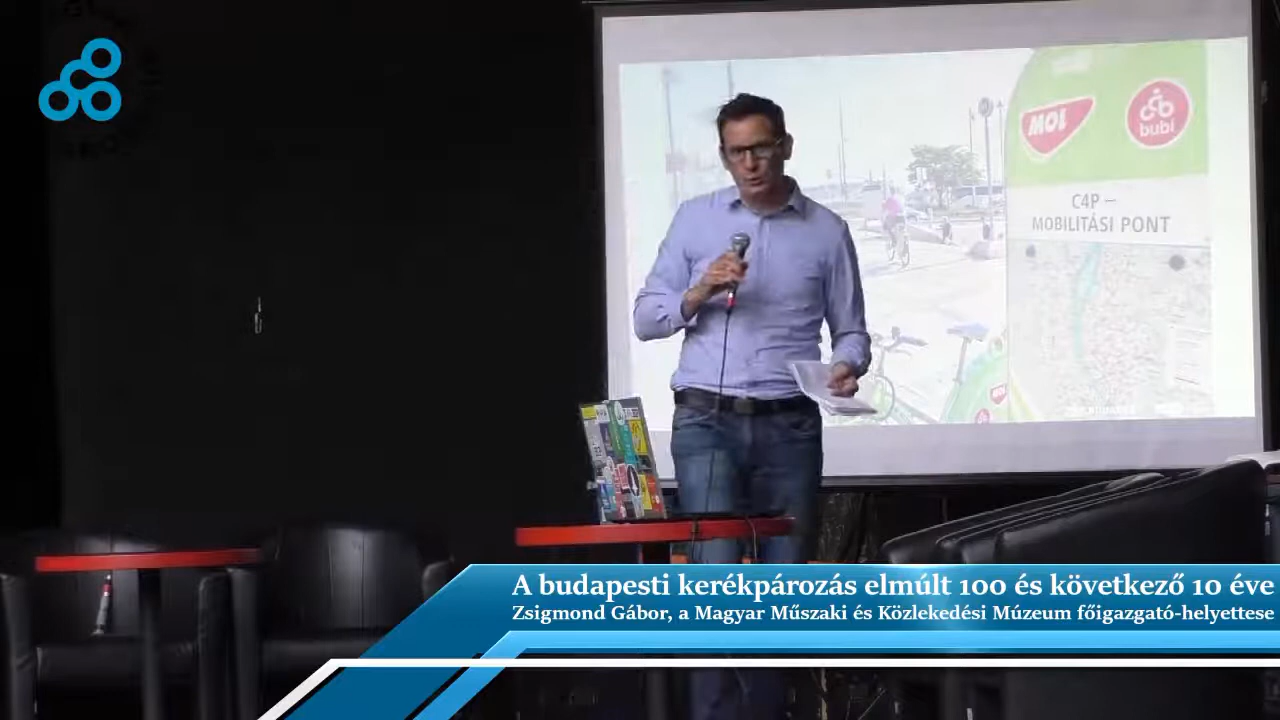 MOL
bubi
C4P –
MOBILITÁSI PONT
MOL
A budapesti kerékpározás elmúlt 100 és következő 10 éve
Zsigmond Gábor, a Magyar Műszaki és Közlekedési Múzeum főigazgató-helyettese